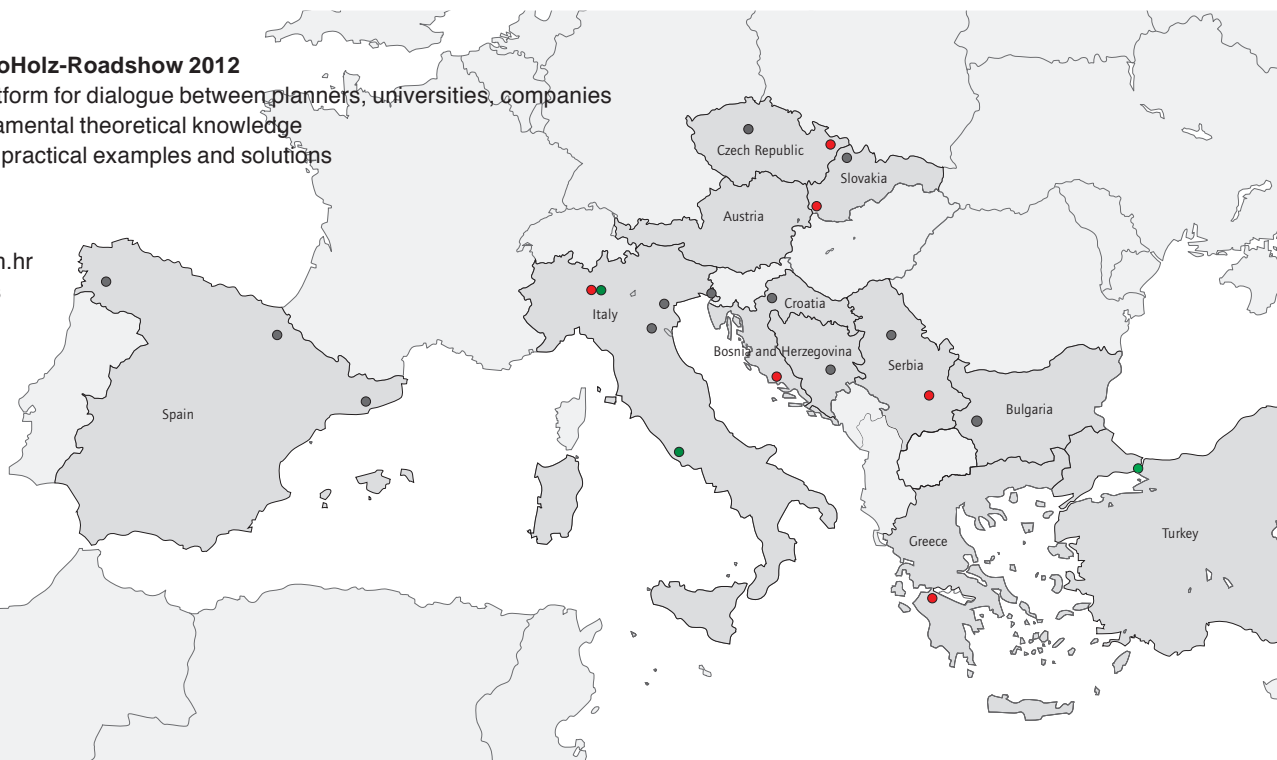 oHolz-Roadshow 2012
tform for dialogue between planners, universities, companies
amental theoretical knowledge
practical examples and solutions
n.hr
Czech Republic
Slovakia
Austria
Italy
Croatia
Bosnia and Herzegovina
Serbia
Bulgaria
Spain
Greece
Turkey